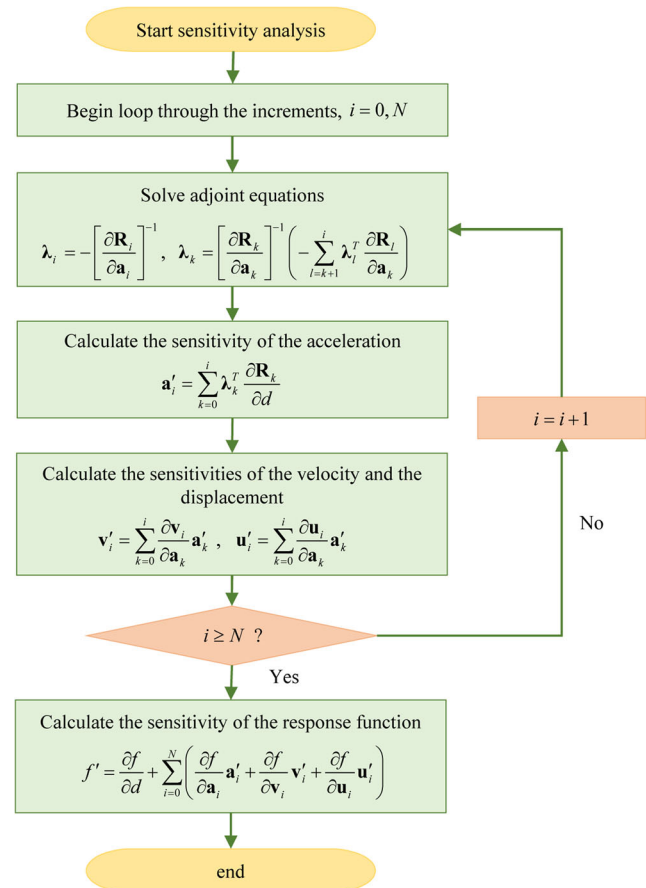 Start sensitivity analysis
Begin loop through the increments, i = 0, N
Solve adjoint equations
λ_i = −[∂R_i/∂a_i]^{−1} , λ_k = [∂R_k/∂a_k]^{−1} (−∑_{l=k+1}^{i} λ_l^T ∂R_l/∂a_k)
Calculate the sensitivity of the acceleration
a′_i = ∑_{k=0}^{i} λ_k^T ∂R_k/∂d
i = i+1
Calculate the sensitivities of the velocity and the
displacement
v′_i = ∑_{k=0}^{i} ∂v_i/∂a_k a′_k , u′_i = ∑_{k=0}^{i} ∂u_i/∂a_k a′_k
No
i ≥ N ?
Yes
Calculate the sensitivity of the response function
f′ = ∂f/∂d + ∑_{i=0}^{N} (∂f/∂a_i a′_i + ∂f/∂v_i v′_i + ∂f/∂u_i u′_i)
end